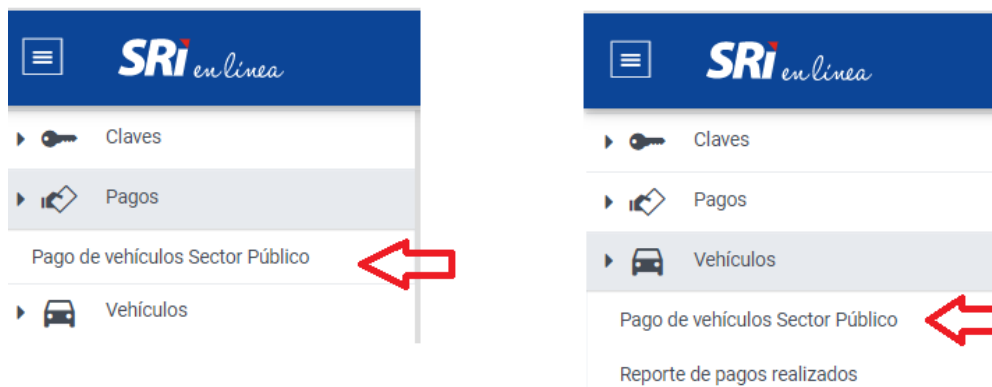 SRi en línea
Claves
Pagos
Pago de vehículos Sector Público
Vehículos
SRi en línea
Claves
Pagos
Vehículos
Pago de vehículos Sector Público
Reporte de pagos realizados